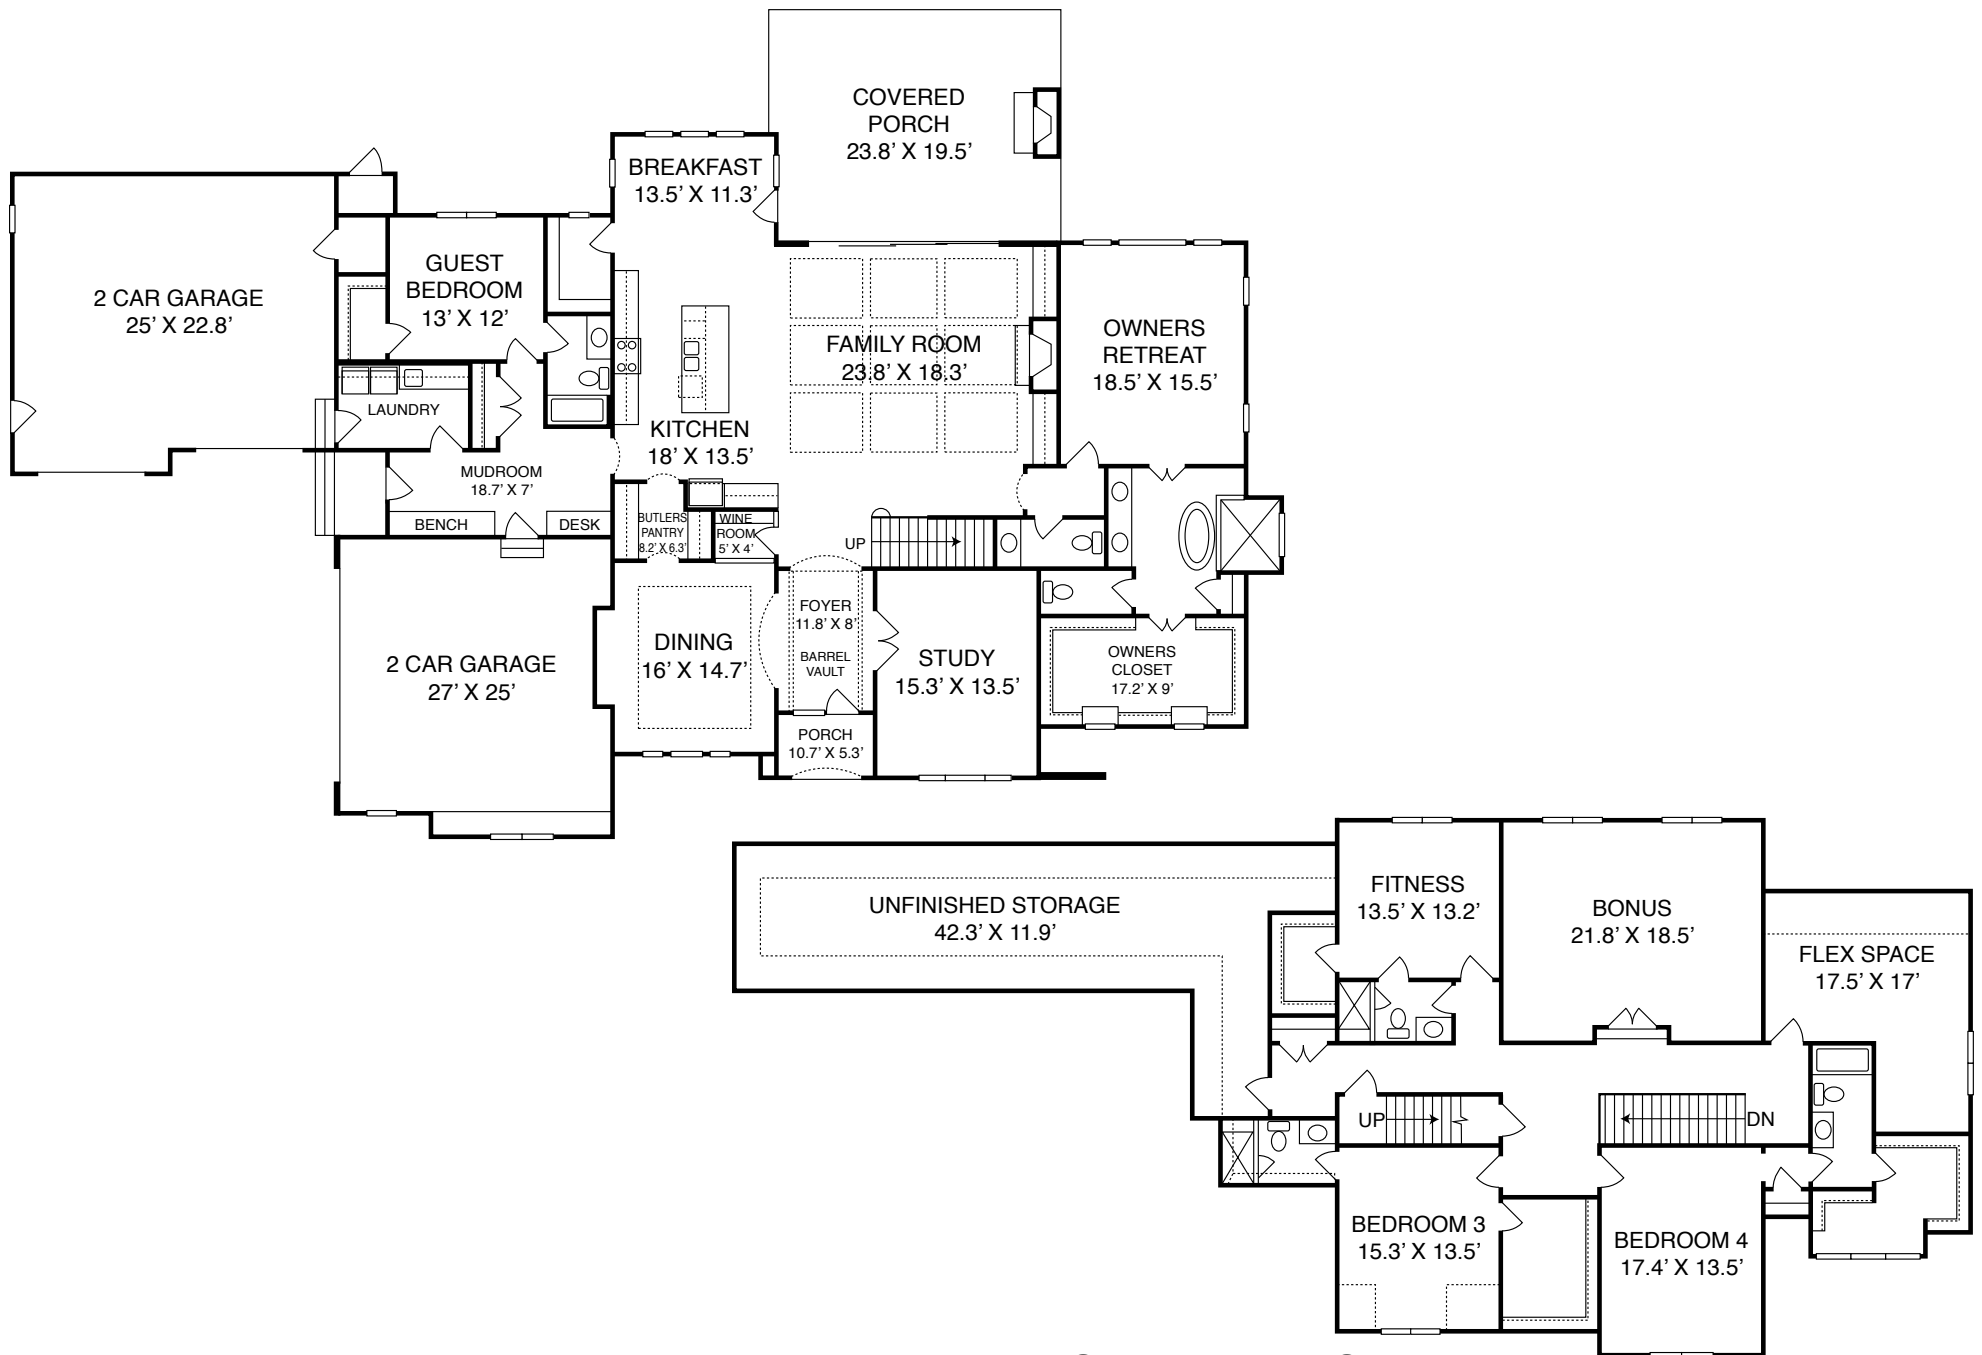 COVERED
PORCH
23.8’ X 19.5’
BREAKFAST
13.5’ X 11.3’
2 CAR GARAGE
25’ X 22.8’
GUEST
BEDROOM
13’ X 12’
FAMILY ROOM
23.8’ X 18.3’
OWNERS
RETREAT
18.5’ X 15.5’
LAUNDRY
KITCHEN
18’ X 13.5’
MUDROOM
18.7’ X 7’
BENCH
DESK
BUTLERS
PANTRY
8.2’ X 6.3’
WINE
ROOM
5’ X 4’
UP
FOYER
11.8’ X 8’
BARREL
VAULT
DINING
16’ X 14.7’
2 CAR GARAGE
27’ X 25’
STUDY
15.3’ X 13.5’
OWNERS
CLOSET
17.2’ X 9’
PORCH
10.7’ X 5.3’
UNFINISHED STORAGE
42.3’ X 11.9’
FITNESS
13.5’ X 13.2’
BONUS
21.8’ X 18.5’
FLEX SPACE
17.5’ X 17’
UP
DN
BEDROOM 3
15.3’ X 13.5’
BEDROOM 4
17.4’ X 13.5’